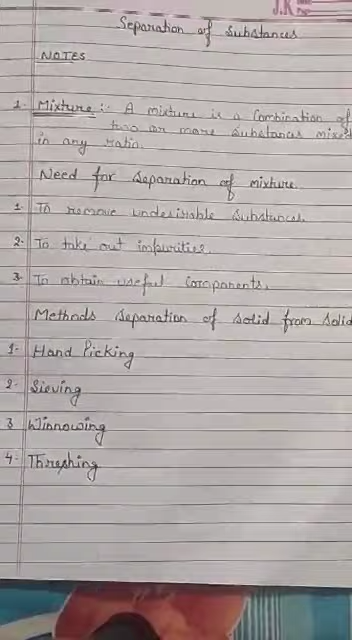 J.K
Separation of Substances
NOTES
1. Mixture :- A mixture is a Combination of
two or more substances mixed
in any ratio.
Need for separation of mixture.
1. To remove undesirable substances.
2. To take out impurities.
3. To obtain useful components.
Methods separation of solid from solid
1- Hand Picking
2- Sieving
3 Winnowing
4- Threshing